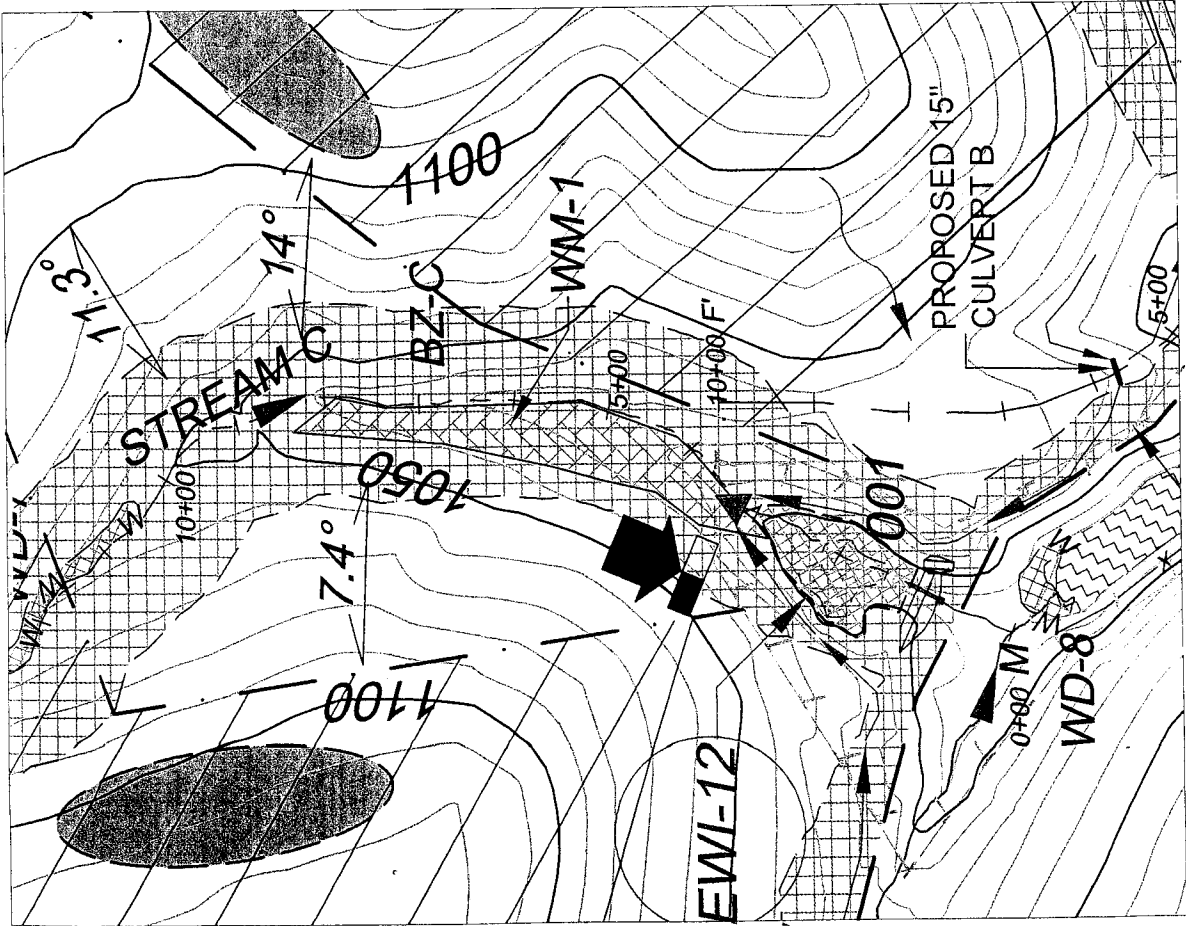 11.3°
14°
1100
STREAM C
BZ-C
WM-1
10+00
1050
7.4°
5+00
10+00 F'
1100
001
PROPOSED 15"
CULVERT B
5+00
EWI-12
0+00 M
WD-8
W
M
W